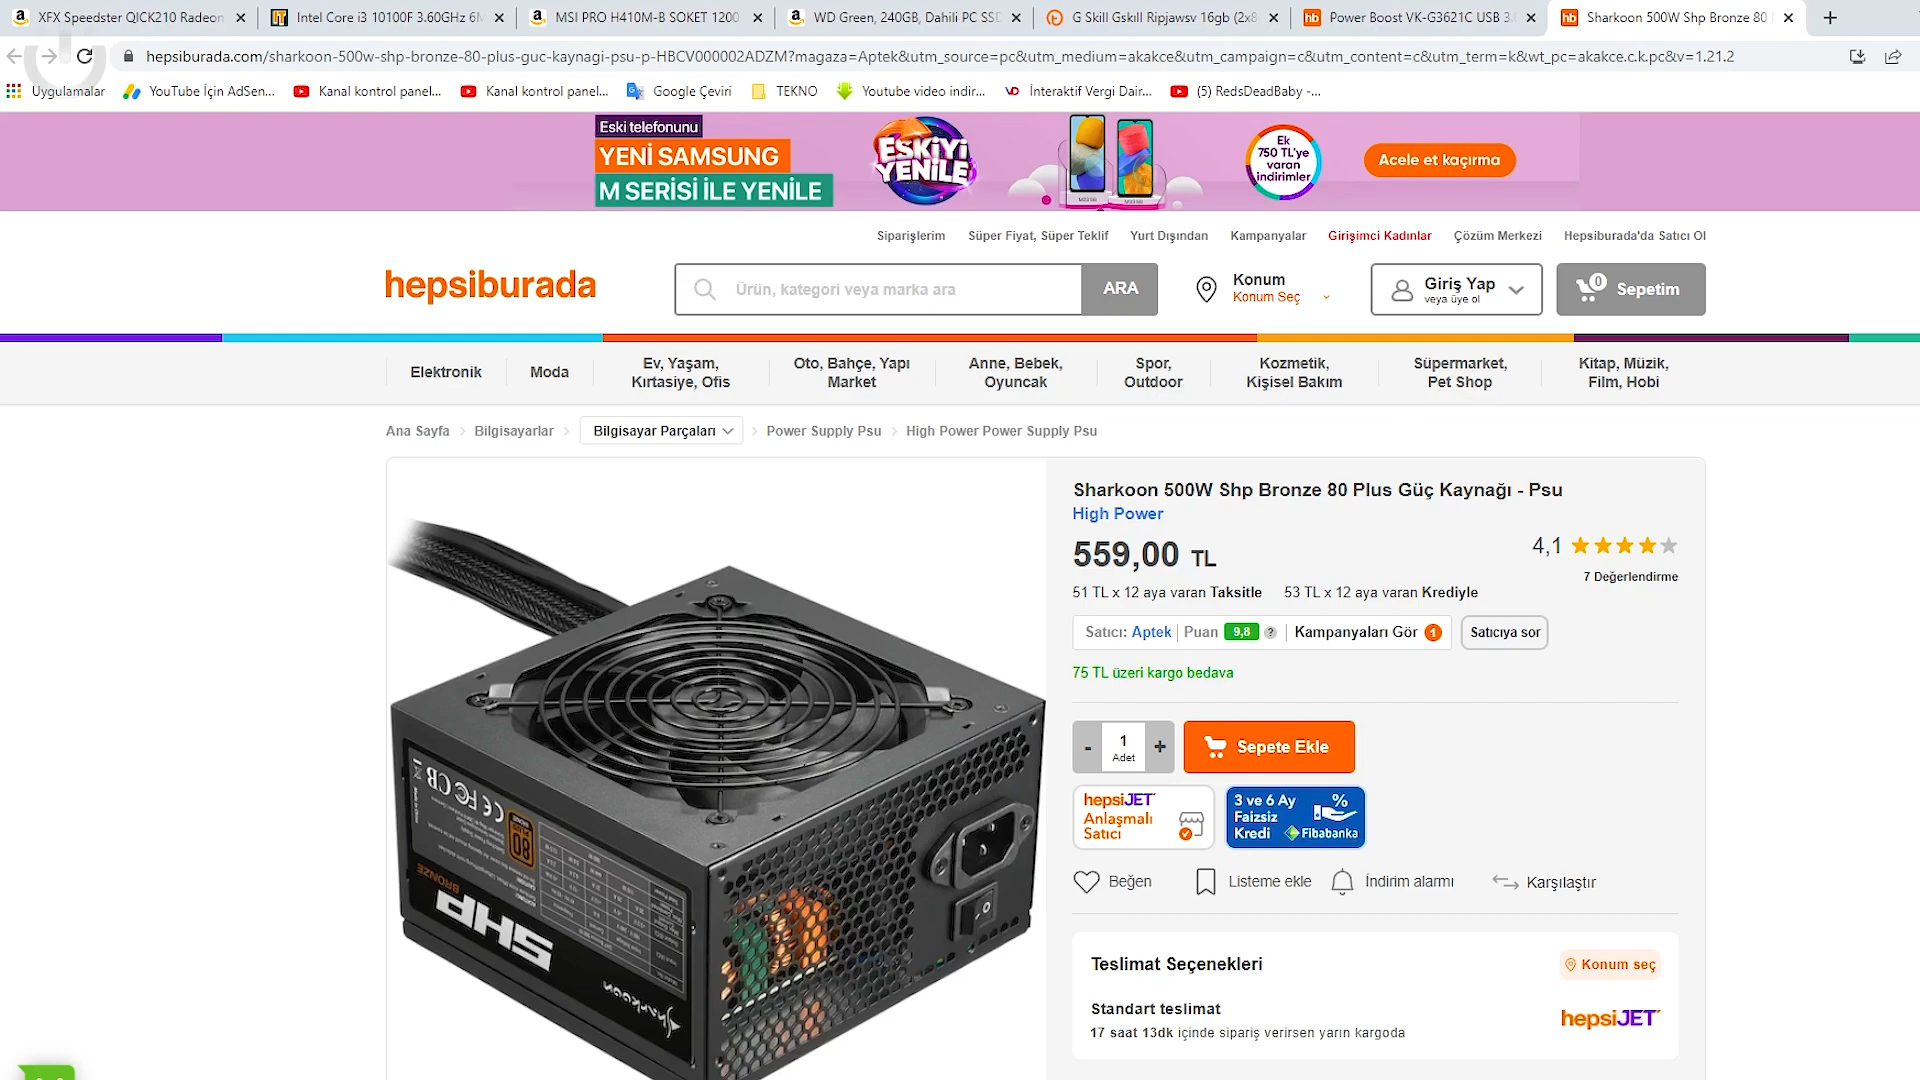 XFX Speedster QICK210 Radeon
Intel Core i3 10100F 3.60GHz 6M
MSI PRO H410M-B SOKET 1200
WD Green, 240GB, Dahili PC SSD
G Skill Gskıll Ripjawsv 16gb (2x8
Power Boost VK-G3621C USB 3.
Sharkoon 500W Shp Bronze 80
hepsiburada.com/sharkoon-500w-shp-bronze-80-plus-guc-kaynagi-psu-p-HBCV000002ADZM?magaza=Aptek&utm_source=pc&utm_medium=akakce&utm_campaign=c&utm_content=c&utm_term=k&wt_pc=akakce.c.k.pc&v=1.21.2
Uygulamalar
YouTube İçin AdSen...
Kanal kontrol panel...
Kanal kontrol panel...
Google Çeviri
TEKNO
Youtube video indir...
İnteraktif Vergi Dair...
(5) RedsDeadBaby -...
Eski telefonunu
YENİ SAMSUNG
M SERİSİ İLE YENİLE
ESKİYİ
YENİLE
Ek
750 TL'ye
varan
indirimler
Acele et kaçırma
Siparişlerim
Süper Fiyat, Süper Teklif
Yurt Dışından
Kampanyalar
Girişimci Kadınlar
Çözüm Merkezi
Hepsiburada'da Satıcı Ol
hepsiburada
Ürün, kategori veya marka ara
ARA
Konum
Konum Seç
Giriş Yap
veya üye ol
0
Sepetim
Elektronik
Moda
Ev, Yaşam,
Kırtasiye, Ofis
Oto, Bahçe, Yapı
Market
Anne, Bebek,
Oyuncak
Spor,
Outdoor
Kozmetik,
Kişisel Bakım
Süpermarket,
Pet Shop
Kitap, Müzik,
Film, Hobi
Ana Sayfa
Bilgisayarlar
Bilgisayar Parçaları
Power Supply Psu
High Power Power Supply Psu
Sharkoon 500W Shp Bronze 80 Plus Güç Kaynağı - Psu
High Power
559,00 TL
4,1
7 Değerlendirme
51 TL x 12 aya varan Taksitle
53 TL x 12 aya varan Krediyle
Satıcı: Aptek
Puan 9,8 ?
Kampanyaları Gör 1
Satıcıya sor
75 TL üzeri kargo bedava
- 1 +
Adet
Sepete Ekle
hepsiJET
Anlaşmalı
Satıcı
3 ve 6 Ay
Faizsiz
Kredi
%
Fibabanka
Beğen
Listeme ekle
İndirim alarmı
Karşılaştır
Teslimat Seçenekleri
Konum seç
Standart teslimat
17 saat 13dk içinde sipariş verirsen yarın kargoda
hepsiJET
80
BRONZE
SHP
Sharkoon